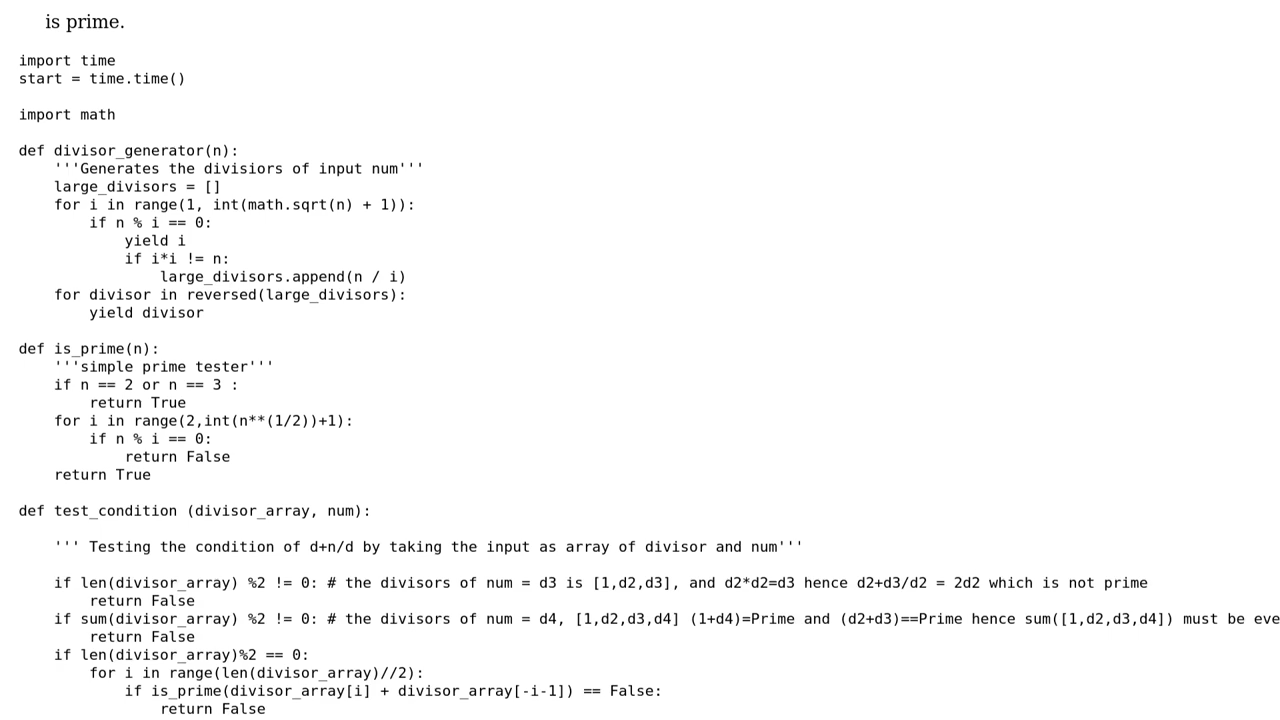 is prime.
import time
start = time.time()
import math
def divisor_generator(n):
    '''Generates the divisiors of input num'''
    large_divisors = []
    for i in range(1, int(math.sqrt(n) + 1)):
        if n % i == 0:
            yield i
            if i*i != n:
                large_divisors.append(n / i)
    for divisor in reversed(large_divisors):
        yield divisor
def is_prime(n):
    '''simple prime tester'''
    if n == 2 or n == 3 :
        return True
    for i in range(2,int(n**(1/2))+1):
        if n % i == 0:
            return False
    return True
def test_condition (divisor_array, num):
    ''' Testing the condition of d+n/d by taking the input as array of divisor and num'''
    if len(divisor_array) %2 != 0: # the divisors of num = d3 is [1,d2,d3], and d2*d2=d3 hence d2+d3/d2 = 2d2 which is not prime
        return False
    if sum(divisor_array) %2 != 0: # the divisors of num = d4, [1,d2,d3,d4] (1+d4)=Prime and (d2+d3)==Prime hence sum([1,d2,d3,d4]) must be eve
        return False
    if len(divisor_array)%2 == 0:
        for i in range(len(divisor_array)//2):
            if is_prime(divisor_array[i] + divisor_array[-i-1]) == False:
                return False